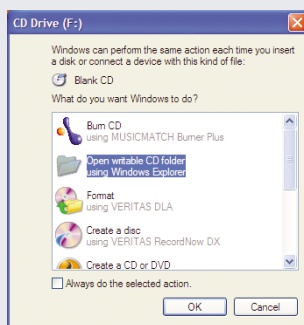 CD Drive (F:)
Windows can perform the same action each time you insert
a disk or connect a device with this kind of file:
Blank CD
What do you want Windows to do?
Burn CD
using MUSICMATCH Burner Plus
Open writable CD folder
using Windows Explorer
Format
using VERITAS DLA
Create a disc
using VERITAS RecordNow DX
Create a CD or DVD
Always do the selected action.
OK
Cancel